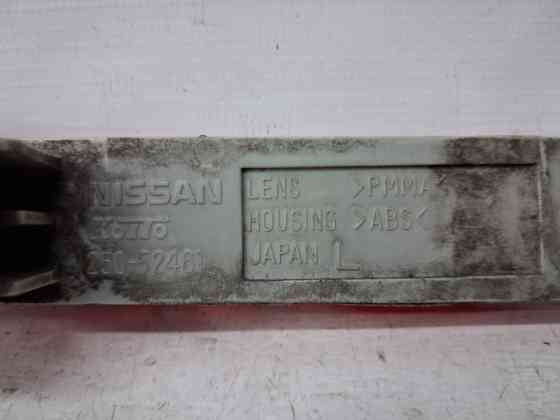 NISSAN
KOITO
LENS >PMMA<
HOUSING >ABS<
JAPAN L